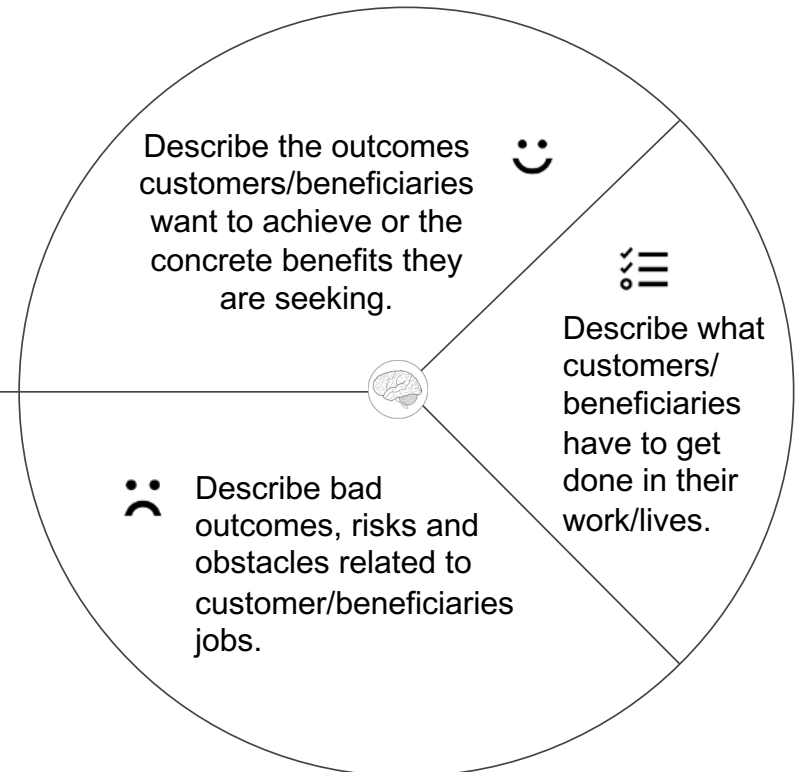 Describe the outcomes
customers/beneficiaries
want to achieve or the
concrete benefits they
are seeking.
Describe what
customers/
beneficiaries
have to get
done in their
work/lives.
Describe bad
outcomes, risks and
obstacles related to
customer/beneficiaries
jobs.